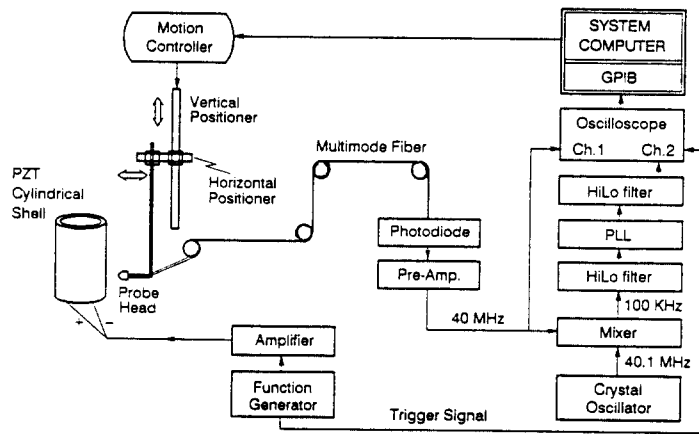 Motion
Controller
SYSTEM
COMPUTER
GPIB
Vertical
Positioner
Oscilloscope
Ch.1 Ch.2
Multimode Fiber
PZT
Cylindrical
Shell
Horizontal
Positioner
HiLo filter
Photodiode
PLL
Pre-Amp.
HiLo filter
Probe
Head
100 KHz
+ −
40 MHz
Mixer
Amplifier
40.1 MHz
Function
Generator
Crystal
Oscillator
Trigger Signal